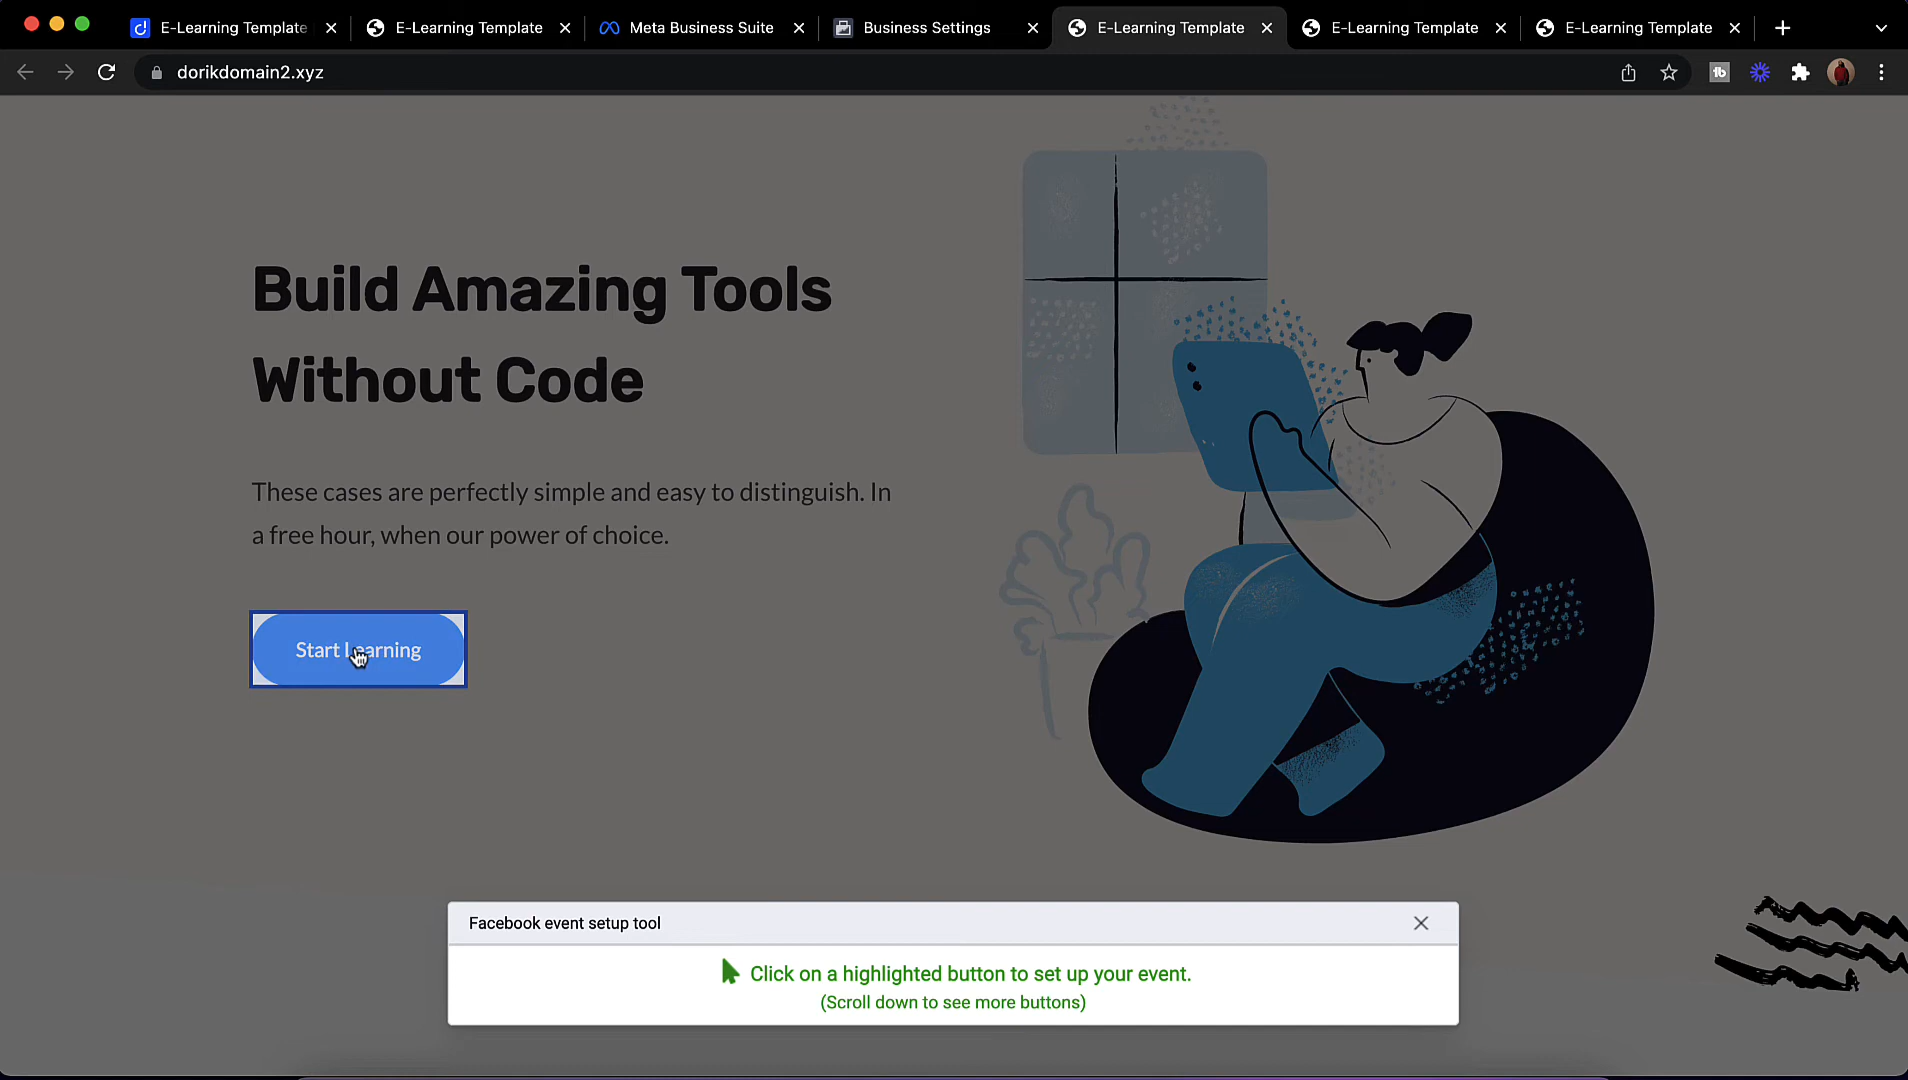 E-Learning Template
E-Learning Template
Meta Business Suite
Business Settings
E-Learning Template
E-Learning Template
E-Learning Template
dorikdomain2.xyz
Build Amazing Tools
Without Code
These cases are perfectly simple and easy to distinguish. In
a free hour, when our power of choice.
Start Learning
Facebook event setup tool
Click on a highlighted button to set up your event.
(Scroll down to see more buttons)